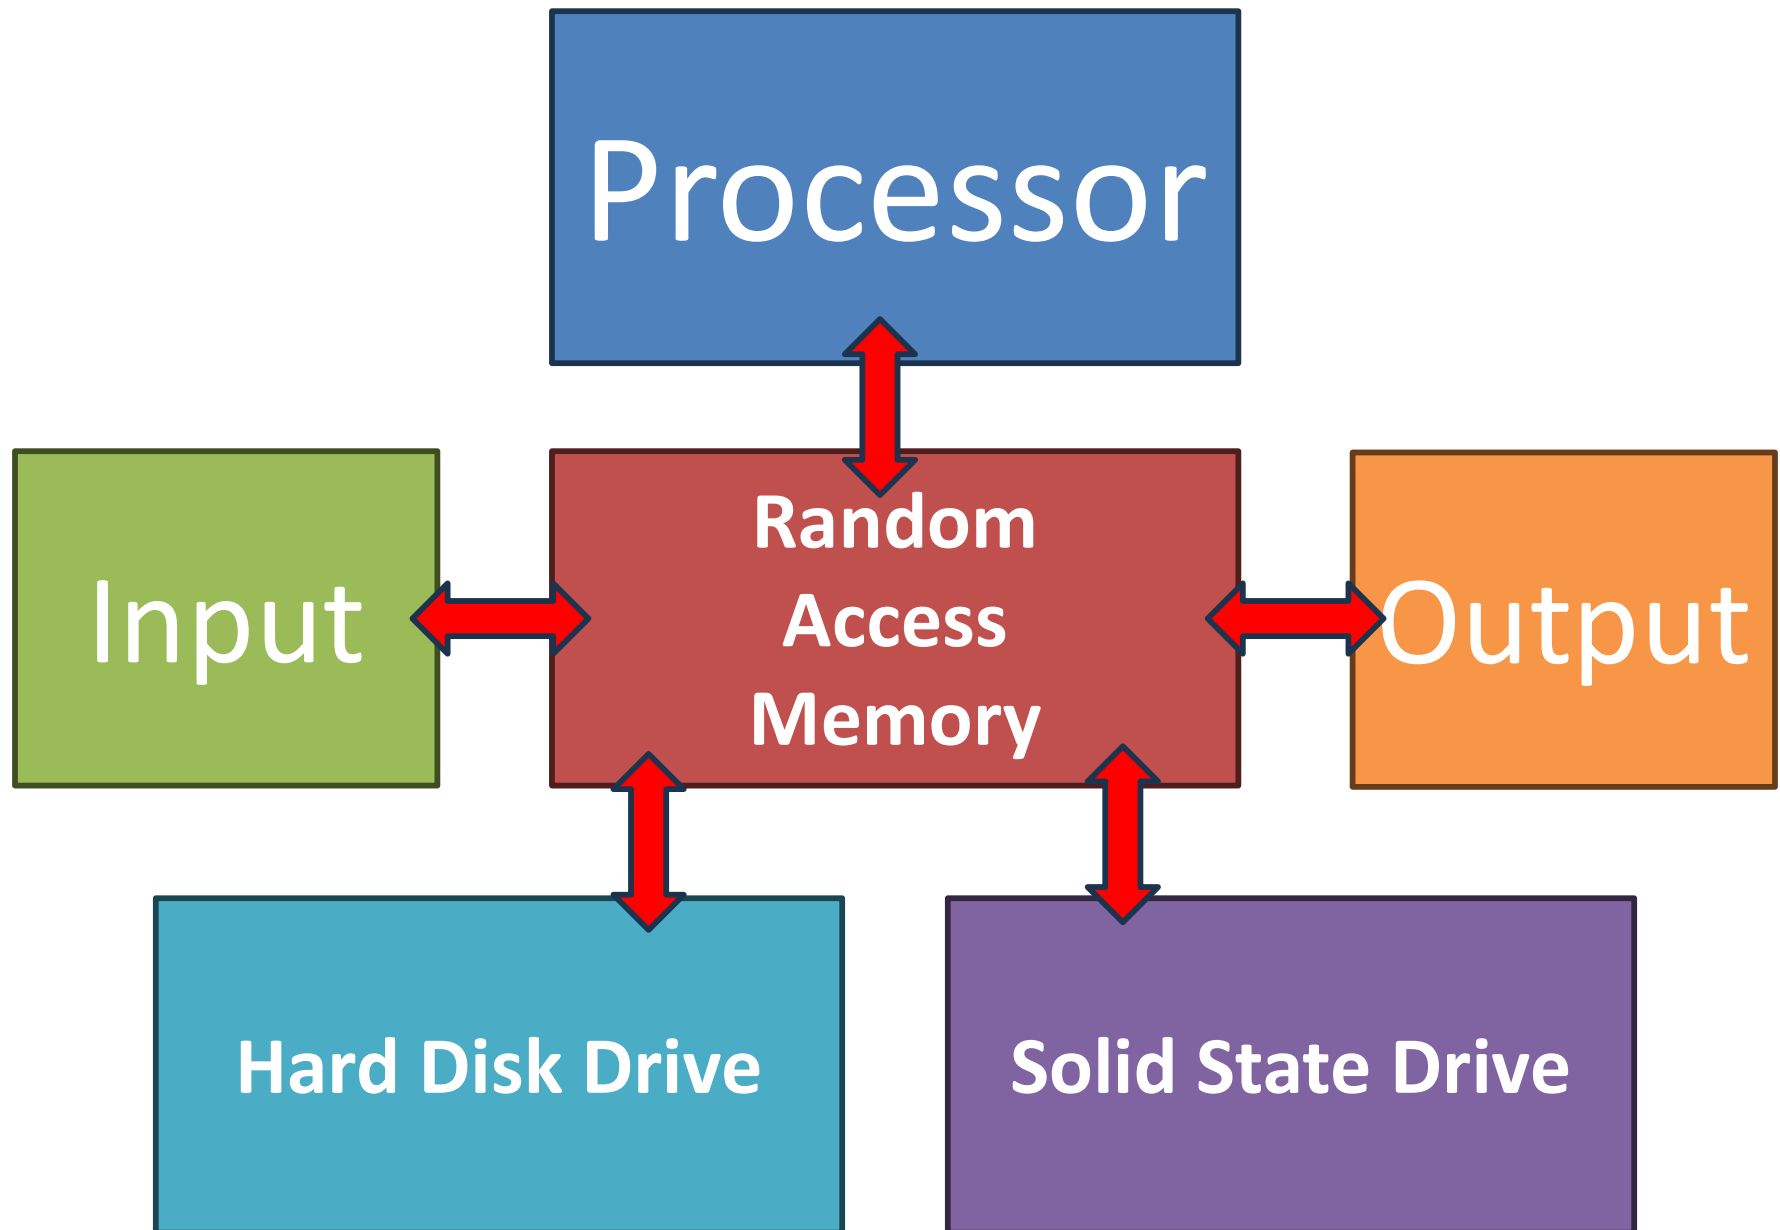 Processor
Input
Random
Access
Memory
Output
Hard Disk Drive
Solid State Drive